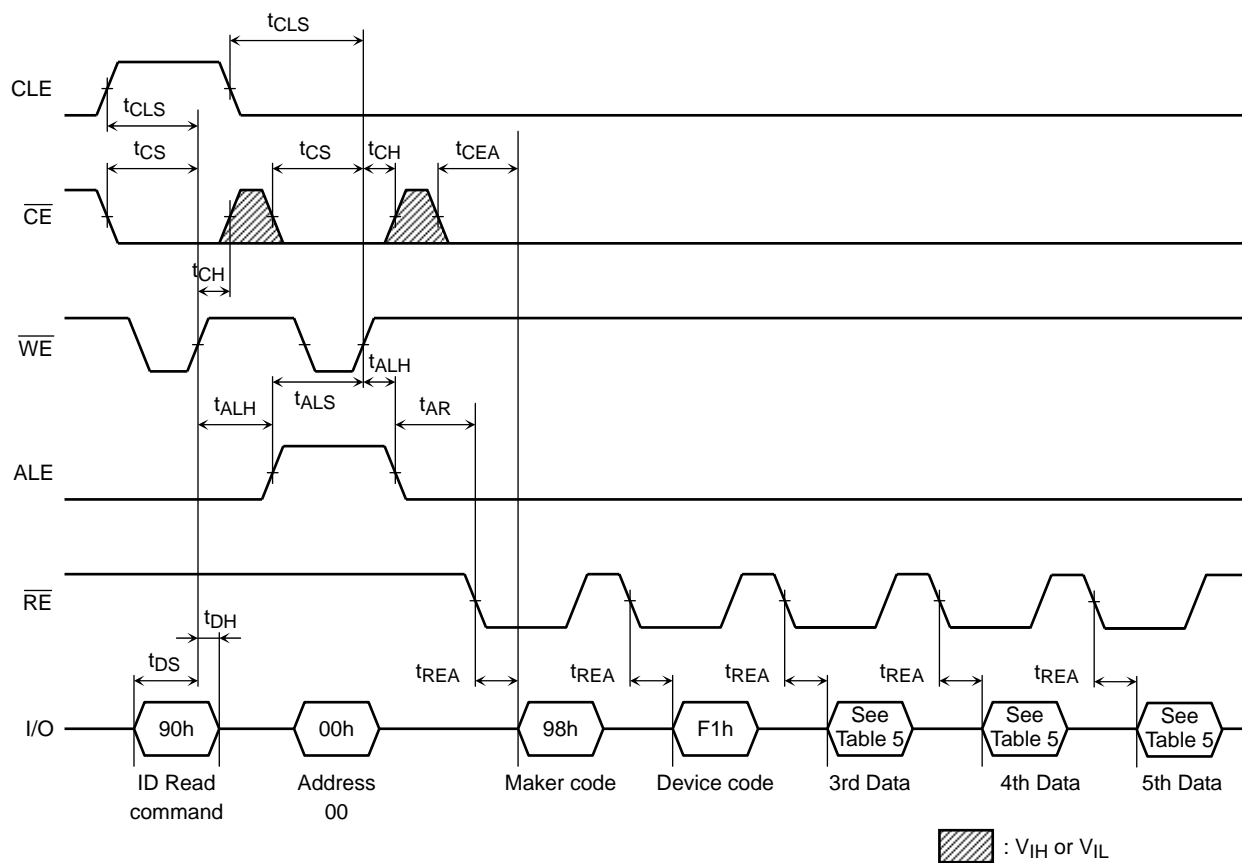 tCLS
CLE
tCLS
tCS
tCS
tCH
tCEA
CE
tCH
WE
tALH
tALH
tALS
tAR
ALE
RE
tDH
tDS
tREA
tREA
tREA
tREA
tREA
I/O
90h
00h
98h
F1h
See
Table 5
See
Table 5
See
Table 5
ID Read
command
Address
00
Maker code
Device code
3rd Data
4th Data
5th Data
: VIH or VIL